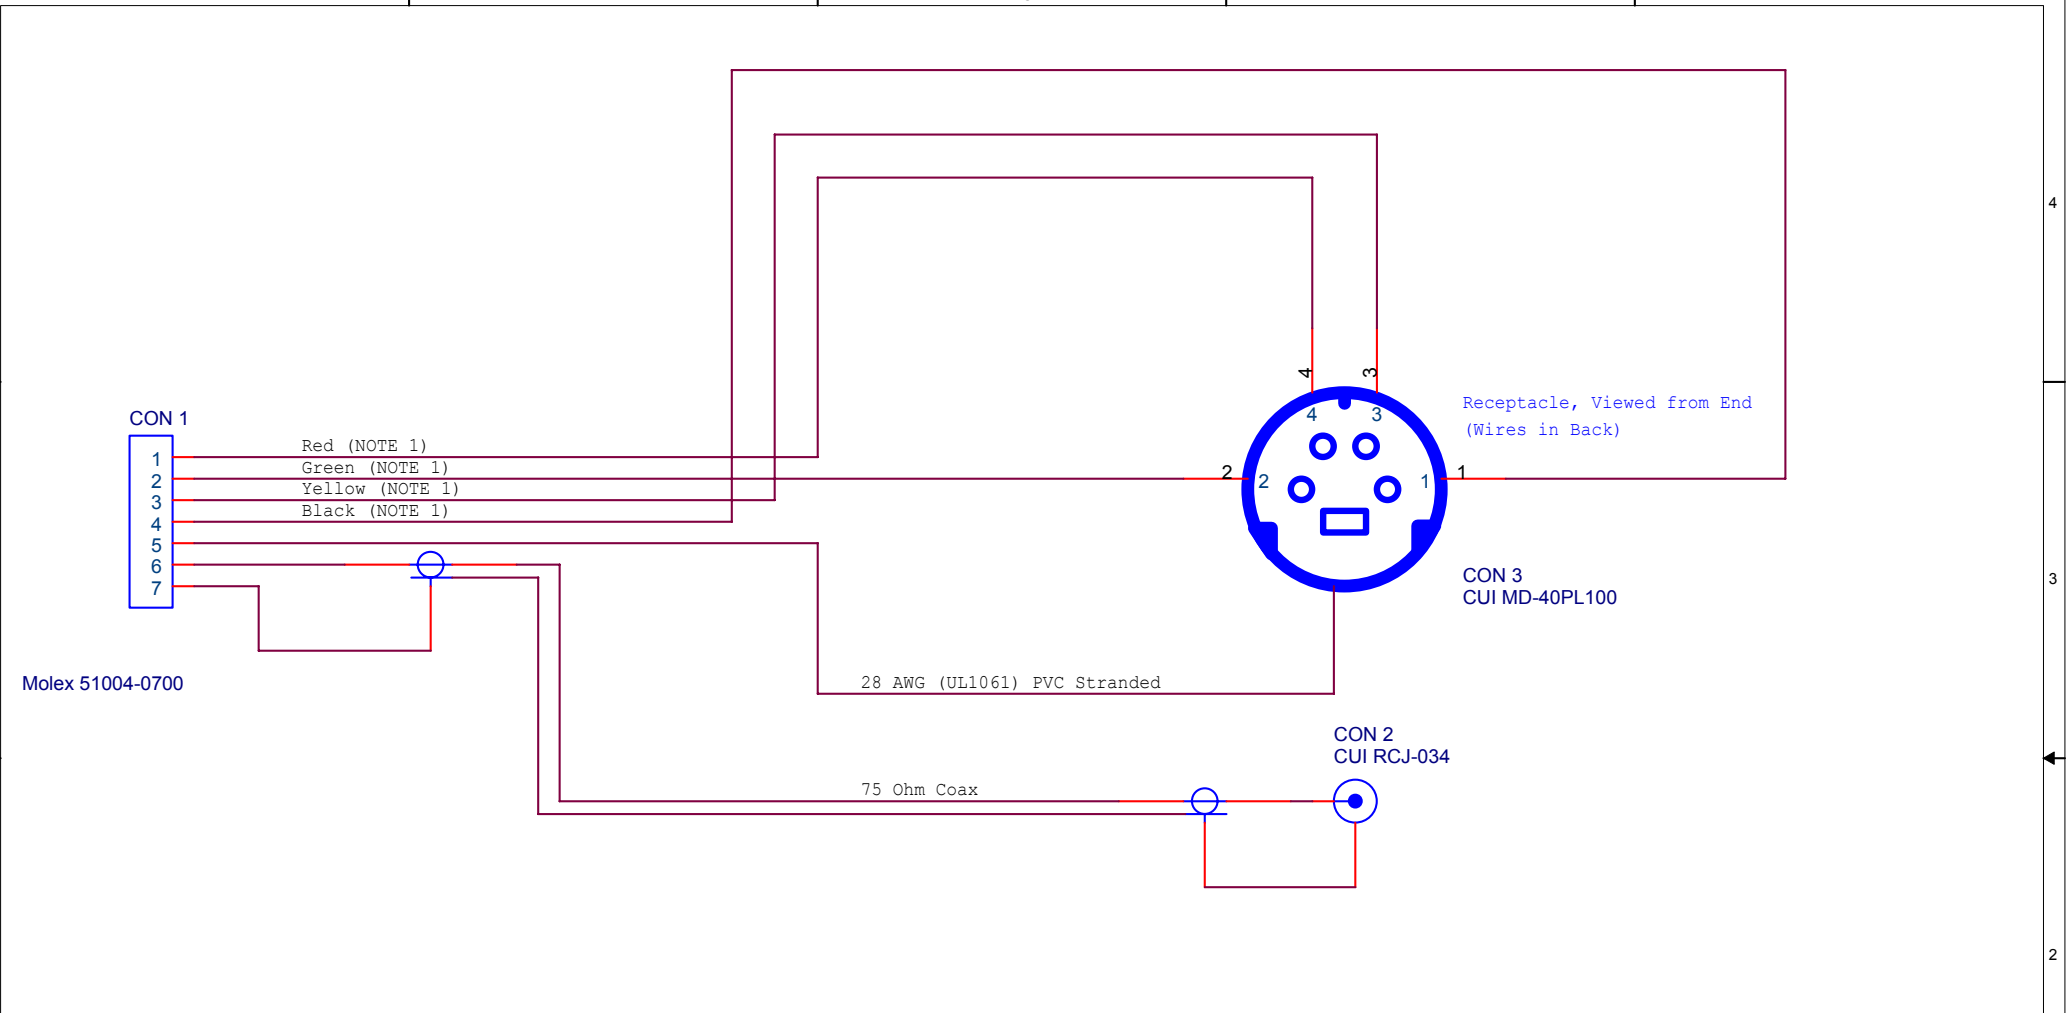 4
CON 1
1
2
3
4
5
6
7
Red (NOTE 1)
Green (NOTE 1)
Yellow (NOTE 1)
Black (NOTE 1)
Molex 51004-0700
4
3
4
3
2
2
1
1
Receptacle, Viewed from End
(Wires in Back)
CON 3
CUI MD-40PL100
3
28 AWG (UL1061) PVC Stranded
CON 2
CUI RCJ-034
75 Ohm Coax
2